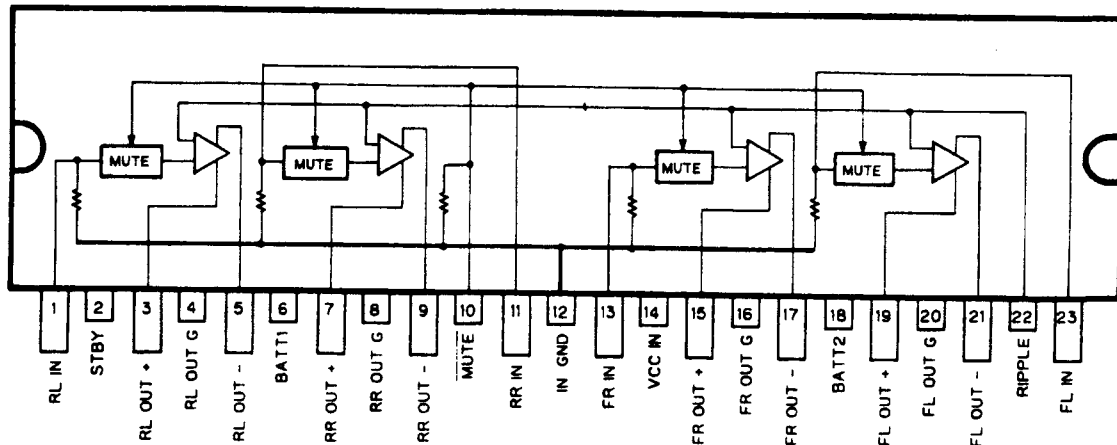 MUTE
MUTE
MUTE
MUTE
1
2
3
4
5
6
7
8
9
10
11
12
13
14
15
16
17
18
19
20
21
22
23
RL IN
STBY
RL OUT +
RL OUT G
RL OUT -
BATT1
RR OUT +
RR OUT G
RR OUT -
MUTE
RR IN
IN GND
FR IN
VCC IN
FR OUT +
FR OUT G
FR OUT -
BATT2
FL OUT +
FL OUT G
FL OUT -
RIPPLE
FL IN